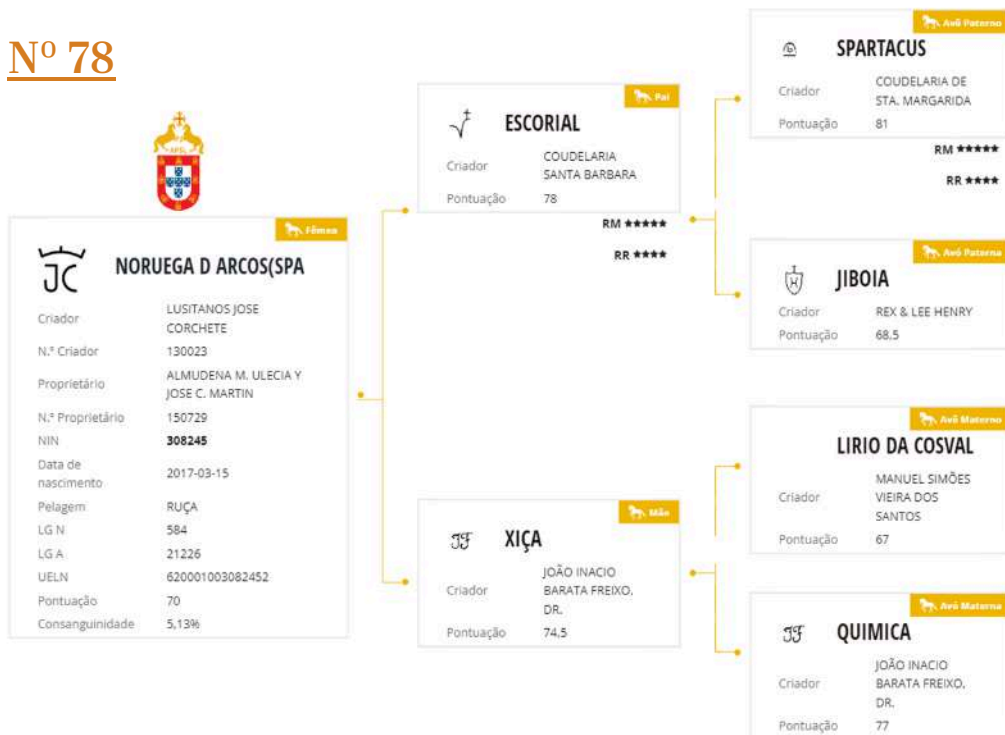 Nº 78
APSL
Fêmea
JC
NORUEGA D ARCOS(SPA
Criador LUSITANOS JOSE
CORCHETE
N.º Criador 130023
Proprietário ALMUDENA M. ULECIA Y
JOSE C. MARTIN
N.º Proprietário 150729
NIN 308245
Data de
nascimento 2017-03-15
Pelagem RUÇA
LG N 584
LG A 21226
UELN 620001003082452
Pontuação 70
Consanguinidade 5,13%
Pai
ESCORIAL
Criador COUDELARIA
SANTA BARBARA
Pontuação 78
RM ★★★★★
RR ★★★★
Mãe
JF XIÇA
Criador JOÃO INACIO
BARATA FREIXO,
DR.
Pontuação 74,5
Avô Paterno
SPARTACUS
Criador COUDELARIA DE
STA. MARGARIDA
Pontuação 81
RM ★★★★★
RR ★★★★
Avó Paterna
H JIBOIA
Criador REX & LEE HENRY
Pontuação 68,5
Avô Materno
LIRIO DA COSVAL
Criador MANUEL SIMÕES
VIEIRA DOS
SANTOS
Pontuação 67
Avó Materna
JF QUIMICA
Criador JOÃO INACIO
BARATA FREIXO,
DR.
Pontuação 77